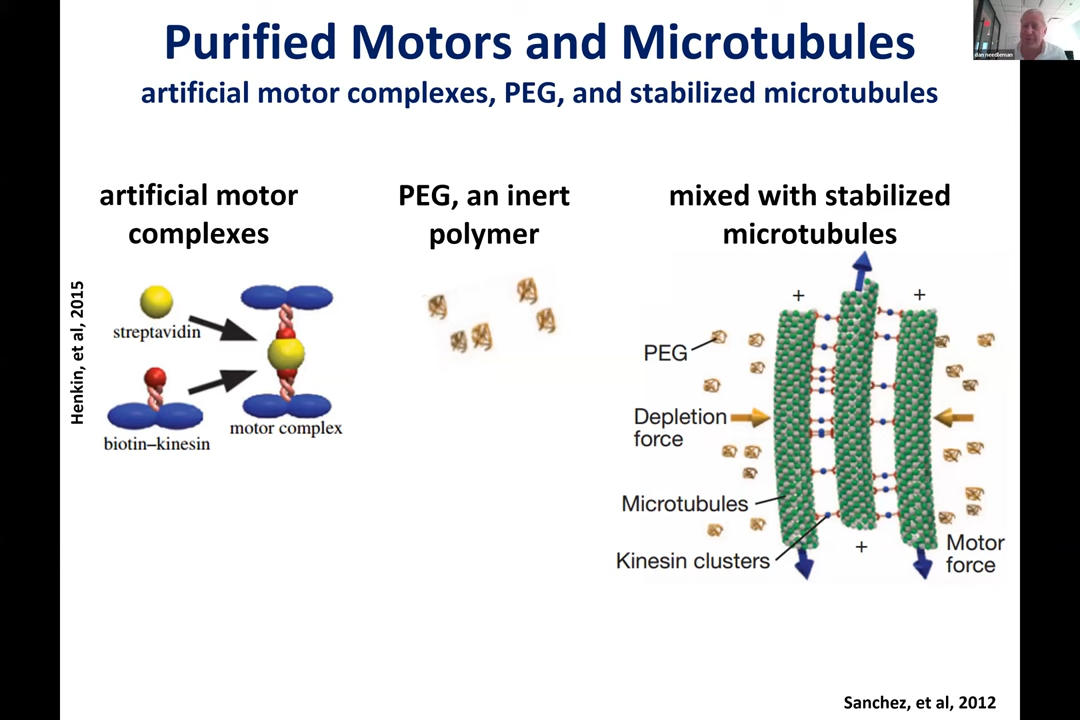 Purified Motors and Microtubules
artificial motor complexes, PEG, and stabilized microtubules
dan needleman
artificial motor
complexes
PEG, an inert
polymer
mixed with stabilized
microtubules
Henkin, et al, 2015
streptavidin
biotin–kinesin
motor complex
+
+
PEG
Depletion
force
Microtubules
Kinesin clusters
+
Motor
force
Sanchez, et al, 2012